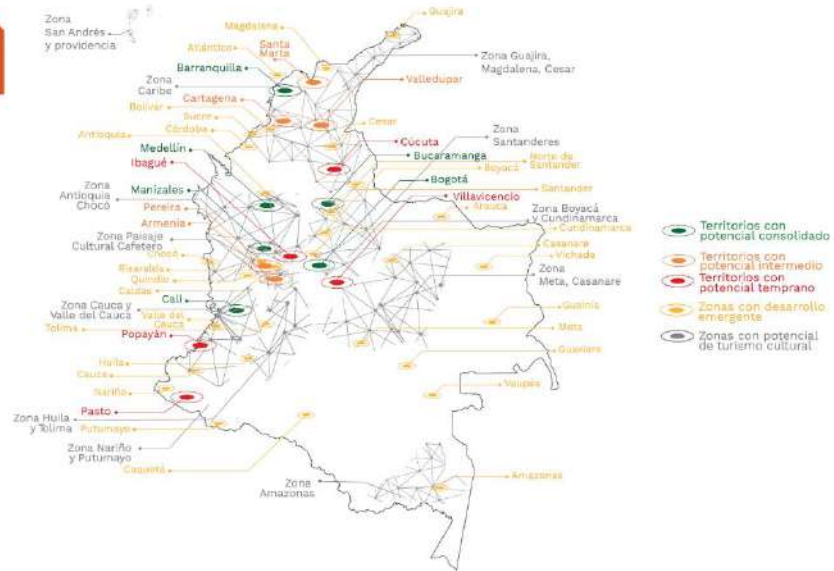 Zona
San Andrés
y providencia
Guajira
Magdalena
Atlántico
Santa
Marta
Barranquilla
Zona Guajira,
Magdalena, Cesar
Zona
Caribe
Valledupar
Cartagena
Bolívar
Sucre
Cesar
Córdoba
Antioquia
Zona
Santanderes
Medellín
Cúcuta
Ibagué
Bucaramanga
Norte de
Santander
Boyacá
Zona
Antioquia
Chocó
Manizales
Bogotá
Santander
Pereira
Villavicencio
Arauca
Zona Boyacá
y Cundinamarca
Armenia
Cundinamarca
Zona Paisaje
Cultural Cafetero
Chocó
Casanare
Vichada
Risaralda
Quindío
Caldas
Zona
Meta, Casanare
Cali
Zona Cauca y
Valle del Cauca
Valle del
Cauca
Guainía
Tolima
Meta
Popayán
Guaviare
Huila
Cauca
Vaupés
Nariño
Pasto
Zona Huila
y Tolima
Putumayo
Zona Nariño
y Putumayo
Caquetá
Zona
Amazonas
Amazonas
Territorios con
potencial consolidado
Territorios con
potencial intermedio
Territorios con
potencial temprano
Zonas con desarrollo
emergente
Zonas con potencial
de turismo cultural